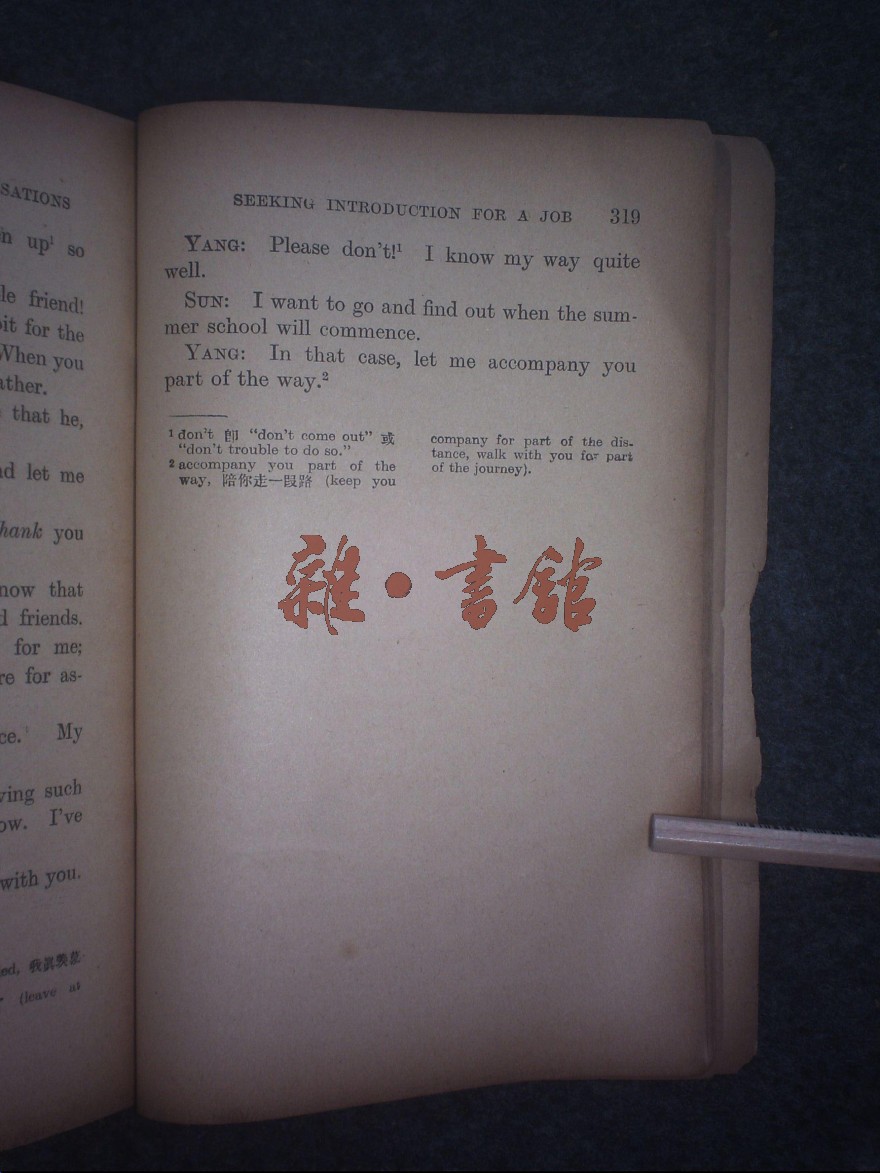 SATIONS
n up¹ so
le friend!
bit for the
When you
ather.
that he,
nd let me
hank you
now that
d friends.
for me;
re for as-
ce. My
ving such
ow. I've
with you.
(leave at
SEEKING INTRODUCTION FOR A JOB 319
YANG: Please don't!¹ I know my way quite
well.
SUN: I want to go and find out when the sum-
mer school will commence.
YANG: In that case, let me accompany you
part of the way.²
¹ don't 卽 “don't come out” 或
“don't trouble to do so.”
² accompany you part of the
way, 陪你走一段路 (keep you
company for part of the dis-
tance, walk with you for part
of the journey).
雜·書館